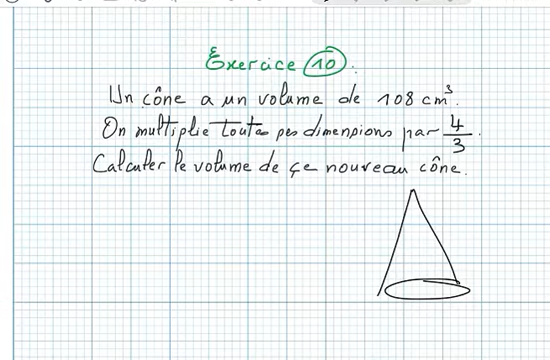 Exercice 10.
Un cône a un volume de 108 cm³.
On multiplie toutes ses dimensions par 4/3.
Calculer le volume de ce nouveau cône.